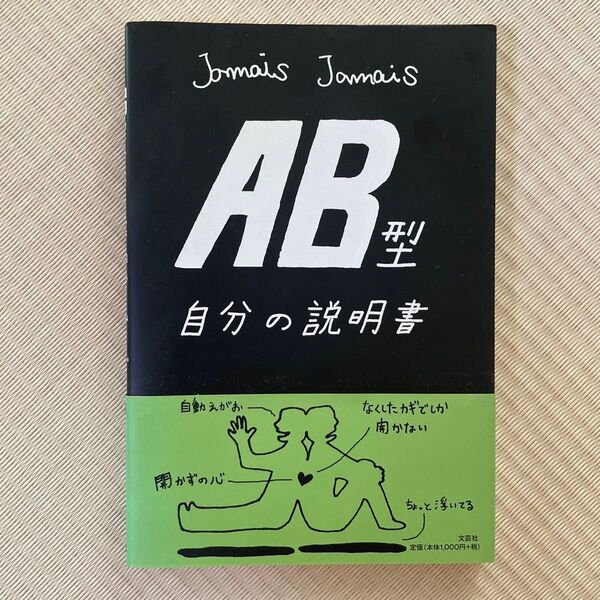 Jamais Jamais
AB型
自分の説明書
自動えがお
なくしたカギでしか
開かない
開かずの心
ちょっと浮いてる
文芸社
定価(本体1,000円+税)